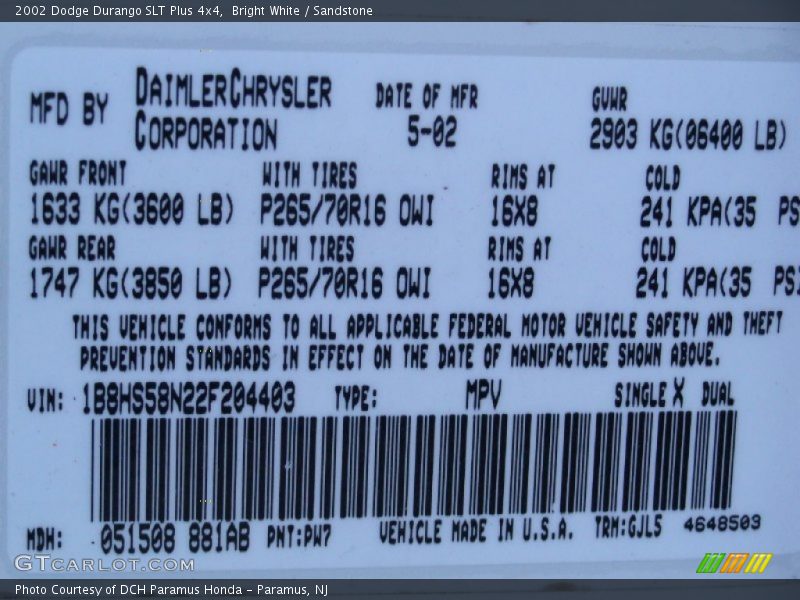 2002 Dodge Durango SLT Plus 4x4,  Bright White / Sandstone
MFD BY DAIMLERCHRYSLER CORPORATION DATE OF MFR 5-02 GVWR 2903 KG(06400 LB)
GAWR FRONT WITH TIRES RIMS AT COLD
1633 KG(3600 LB) P265/70R16 OWI 16X8 241 KPA(35 PS
GAWR REAR WITH TIRES RIMS AT COLD
1747 KG(3850 LB) P265/70R16 OWI 16X8 241 KPA(35 PSI
THIS VEHICLE CONFORMS TO ALL APPLICABLE FEDERAL MOTOR VEHICLE SAFETY AND THEFT
PREVENTION STANDARDS IN EFFECT ON THE DATE OF MANUFACTURE SHOWN ABOVE.
VIN: 1B8HS58N22F204403 TYPE: MPV SINGLE X DUAL
MDH: 051508 881AB PNT:PW7 VEHICLE MADE IN U.S.A. TRM:GJL5 4648503
GTCARLOT.COM
Photo Courtesy of DCH Paramus Honda – Paramus, NJ